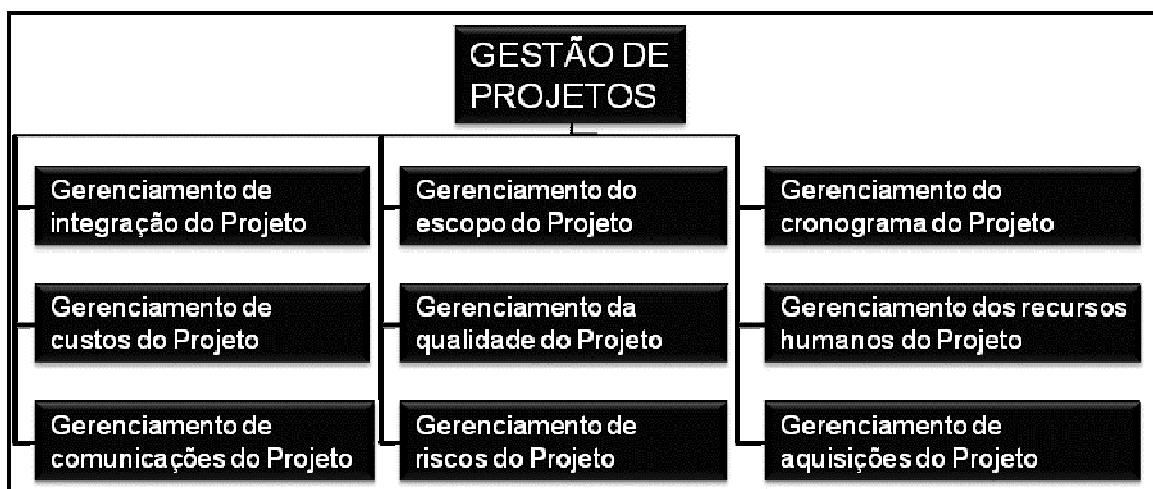 GESTÃO DE
PROJETOS
Gerenciamento de
integração do Projeto
Gerenciamento do
escopo do Projeto
Gerenciamento do
cronograma do Projeto
Gerenciamento de
custos do Projeto
Gerenciamento da
qualidade do Projeto
Gerenciamento dos recursos
humanos do Projeto
Gerenciamento de
comunicações do Projeto
Gerenciamento de
riscos do Projeto
Gerenciamento de
aquisições do Projeto